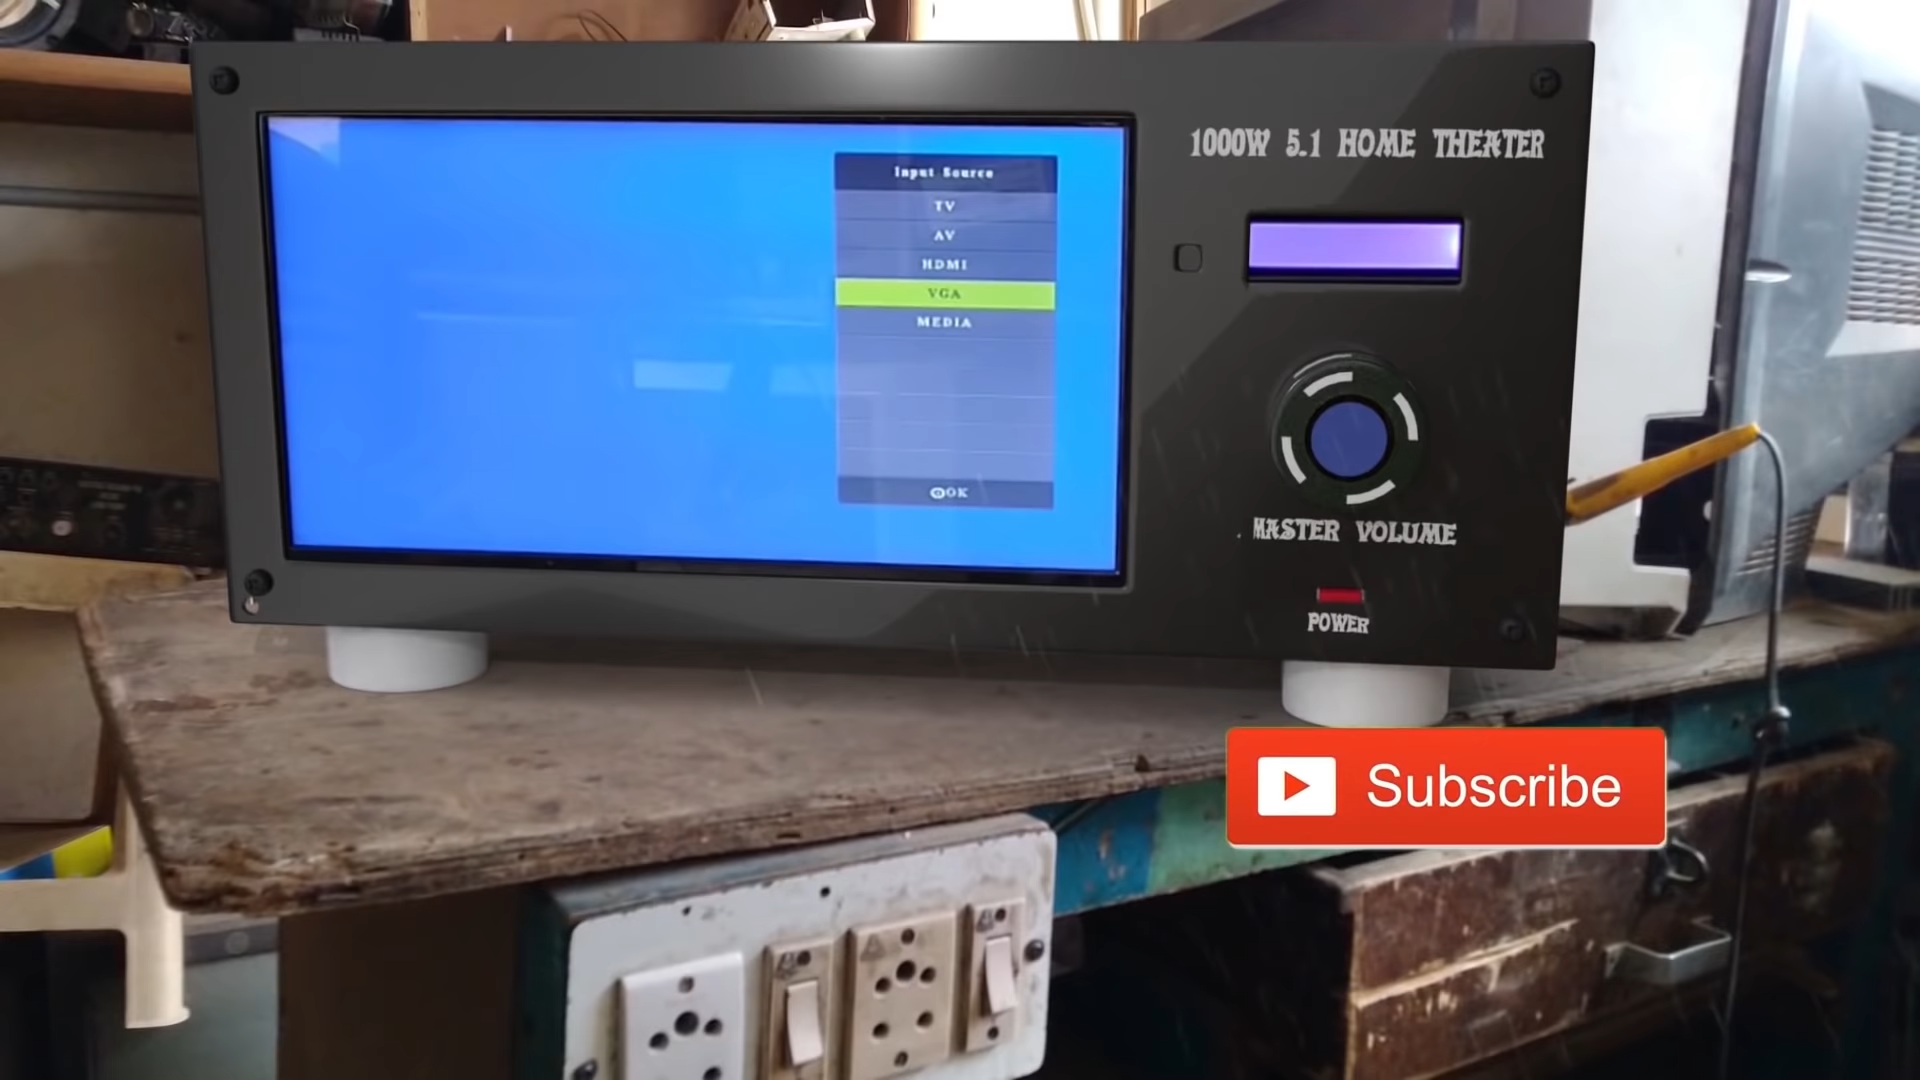 1000W 5.1 HOME THEATER
Input Source
TV
AV
HDMI
VGA
MEDIA
OK
MASTER VOLUME
POWER
Subscribe